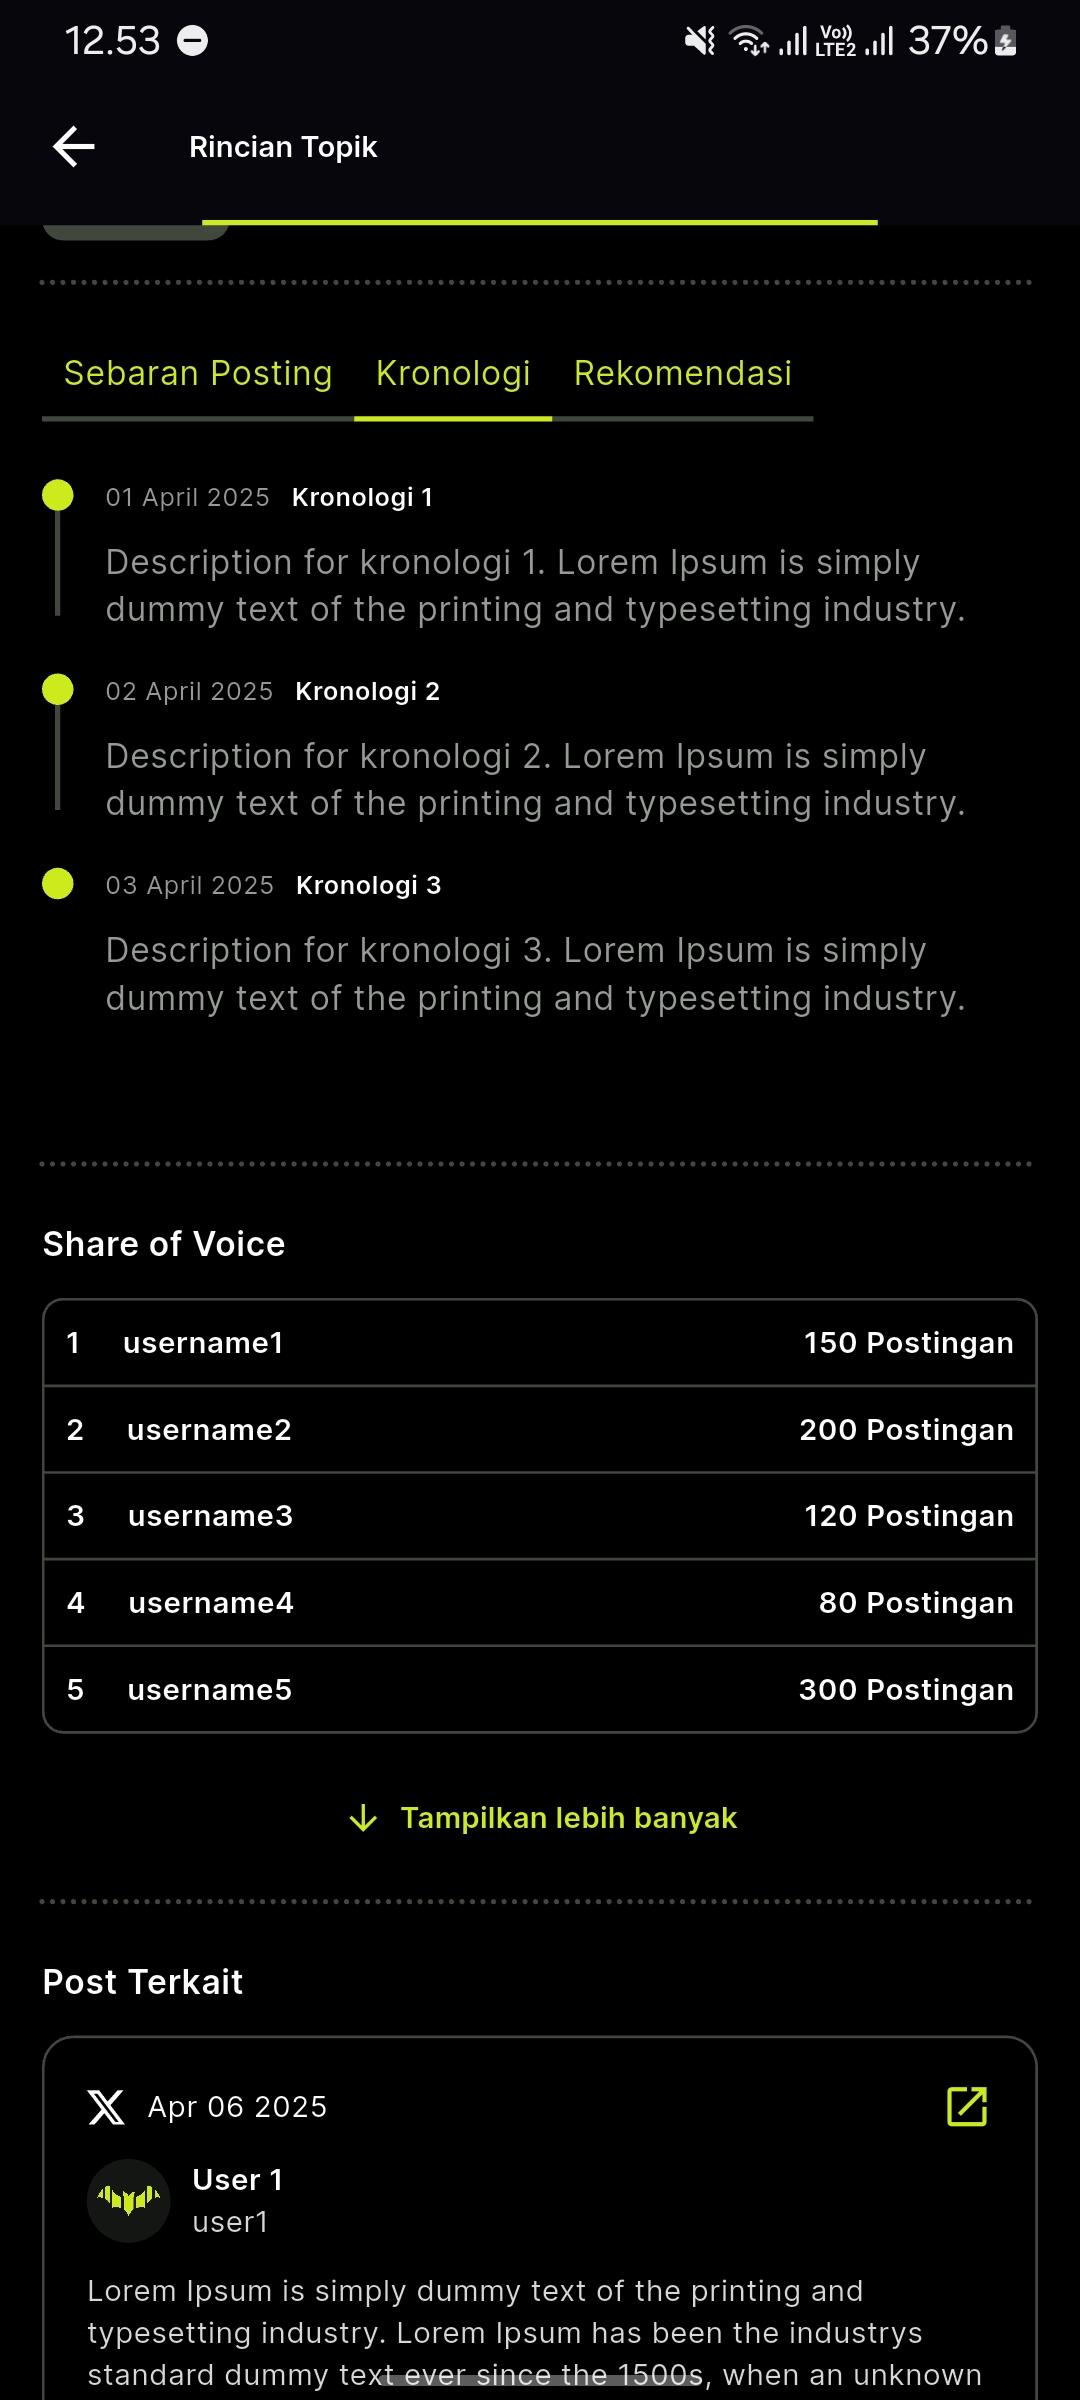 12.53
Vo))
LTE2
37%
Rincian Topik
Sebaran Posting
Kronologi
Rekomendasi
01 April 2025 Kronologi 1
Description for kronologi 1. Lorem Ipsum is simply
dummy text of the printing and typesetting industry.
02 April 2025 Kronologi 2
Description for kronologi 2. Lorem Ipsum is simply
dummy text of the printing and typesetting industry.
03 April 2025 Kronologi 3
Description for kronologi 3. Lorem Ipsum is simply
dummy text of the printing and typesetting industry.
Share of Voice
1 username1 150 Postingan
2 username2 200 Postingan
3 username3 120 Postingan
4 username4 80 Postingan
5 username5 300 Postingan
Tampilkan lebih banyak
Post Terkait
Apr 06 2025
User 1
user1
Lorem Ipsum is simply dummy text of the printing and
typesetting industry. Lorem Ipsum has been the industrys
standard dummy text ever since the 1500s, when an unknown